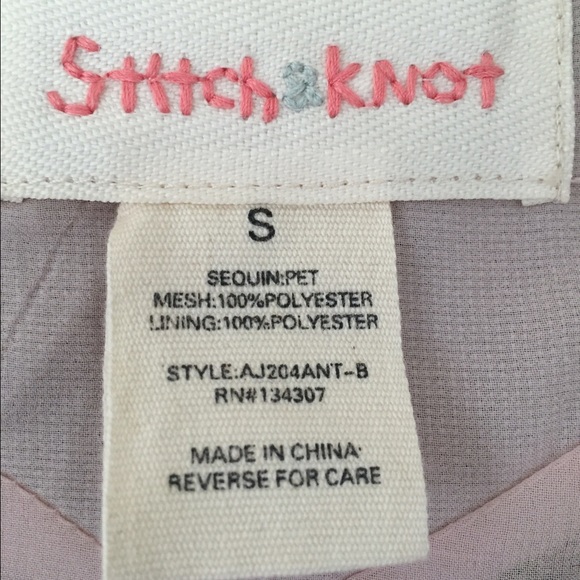 Stitch & knot
S
SEQUIN:PET
MESH:100%POLYESTER
LINING:100%POLYESTER
STYLE:AJ204ANT-B
RN#134307
MADE IN CHINA
REVERSE FOR CARE